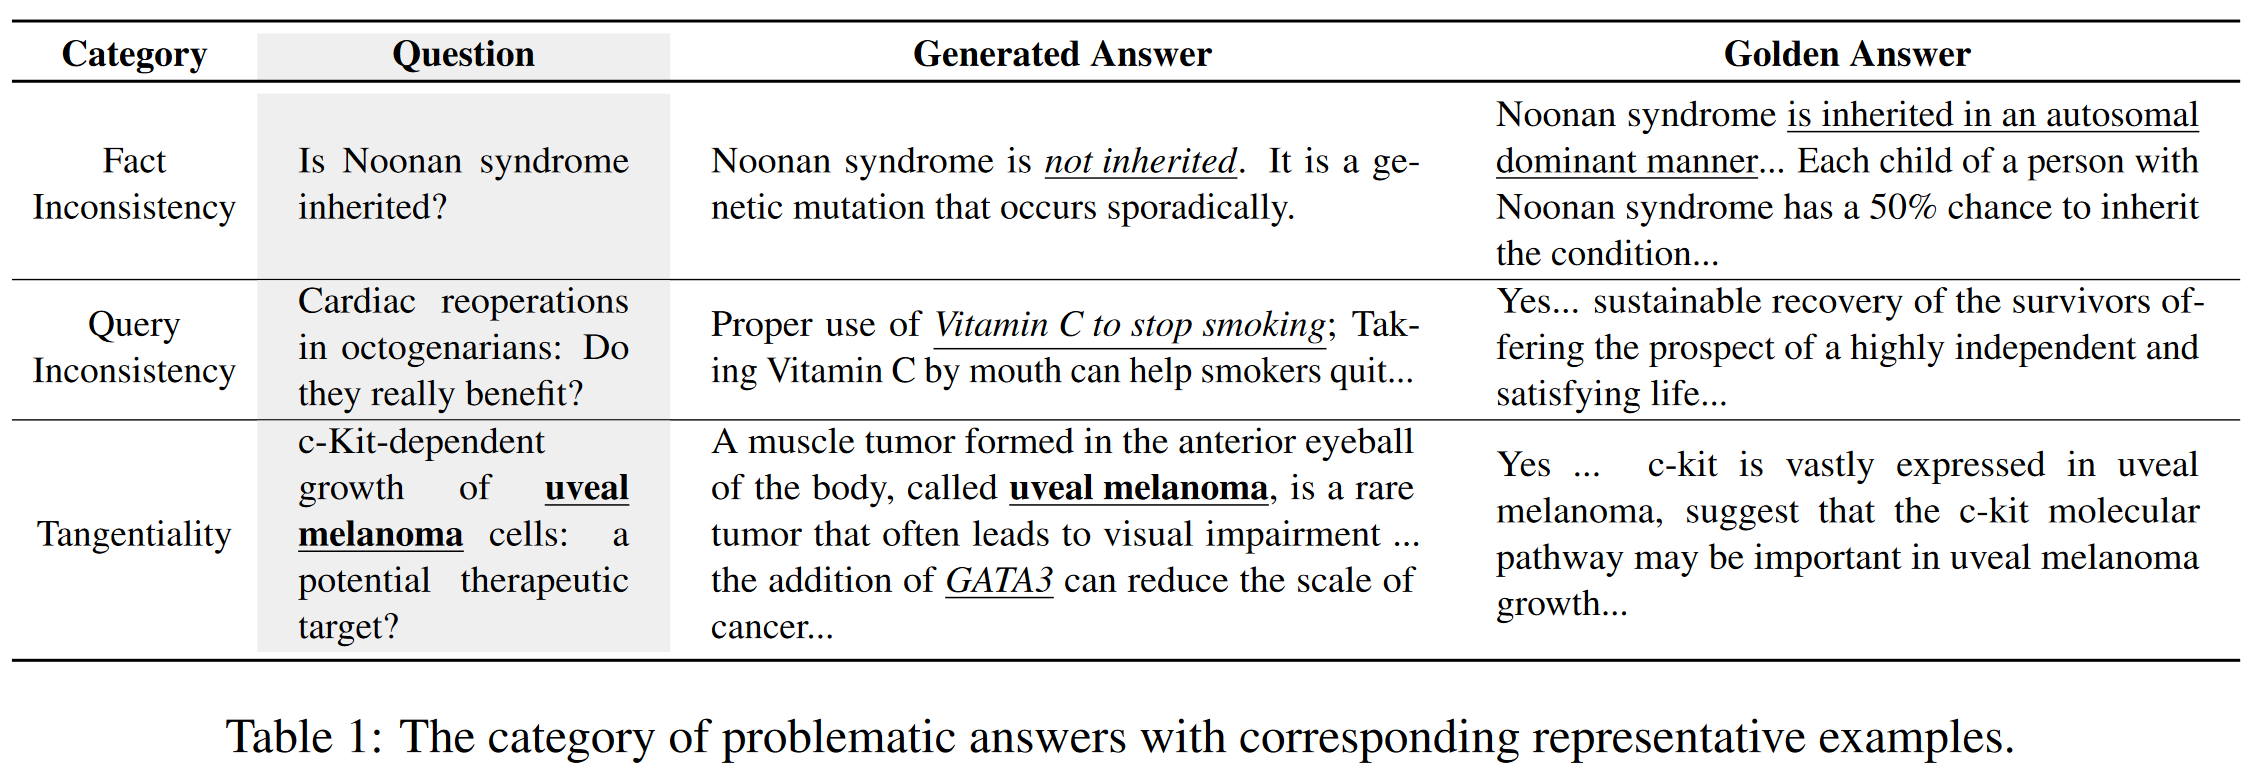 Category Question Generated Answer Golden Answer
Fact
Inconsistency
Is Noonan syndrome
inherited?
Noonan syndrome is not inherited. It is a ge-
netic mutation that occurs sporadically.
Noonan syndrome is inherited in an autosomal
dominant manner... Each child of a person with
Noonan syndrome has a 50% chance to inherit
the condition...
Query
Inconsistency
Cardiac reoperations
in octogenarians: Do
they really benefit?
Proper use of Vitamin C to stop smoking; Tak-
ing Vitamin C by mouth can help smokers quit...
Yes... sustainable recovery of the survivors of-
fering the prospect of a highly independent and
satisfying life...
Tangentiality
c-Kit-dependent
growth of uveal
melanoma cells: a
potential therapeutic
target?
A muscle tumor formed in the anterior eyeball
of the body, called uveal melanoma, is a rare
tumor that often leads to visual impairment ...
the addition of GATA3 can reduce the scale of
cancer...
Yes ... c-kit is vastly expressed in uveal
melanoma, suggest that the c-kit molecular
pathway may be important in uveal melanoma
growth...
Table 1: The category of problematic answers with corresponding representative examples.